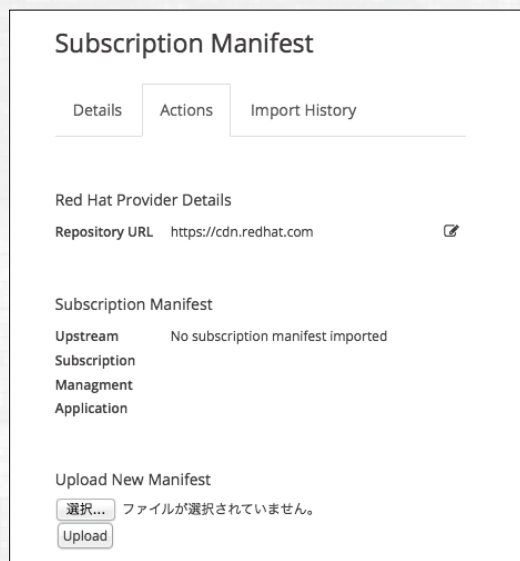 Subscription Manifest
Details Actions Import History
Red Hat Provider Details
Repository URL https://cdn.redhat.com
Subscription Manifest
Upstream No subscription manifest imported
Subscription
Managment
Application
Upload New Manifest
選択... ファイルが選択されていません。
Upload